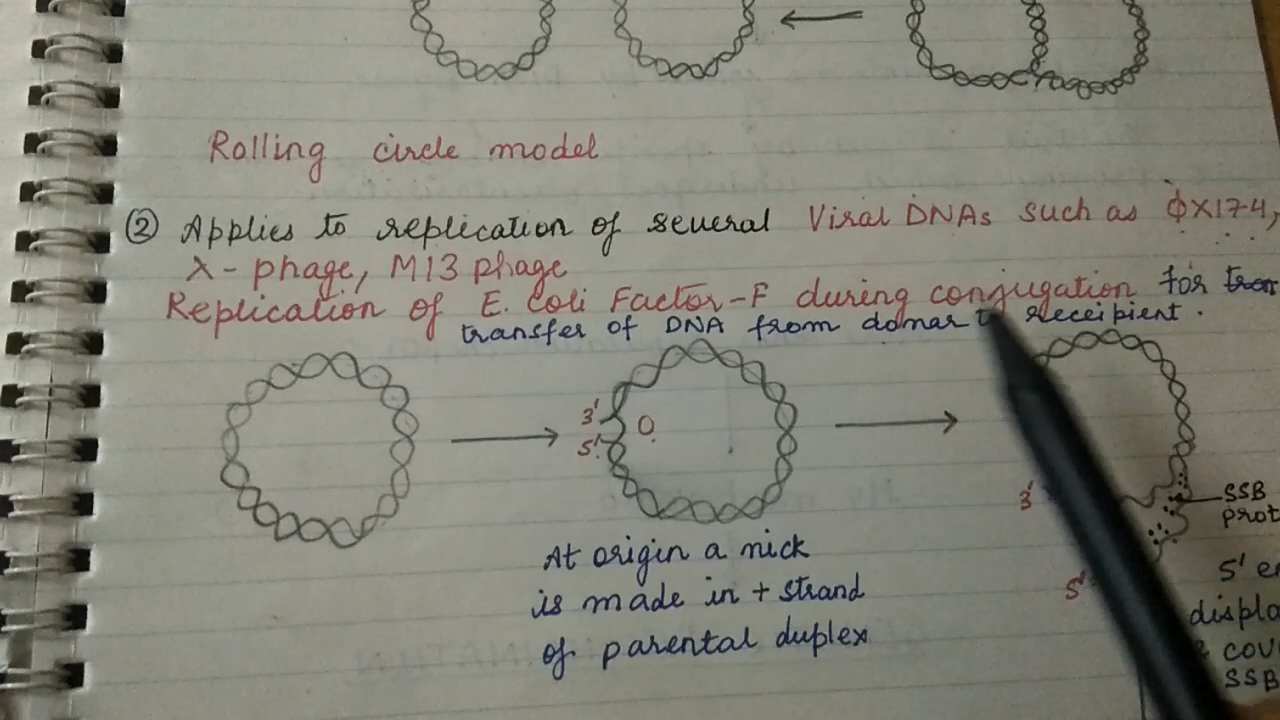 Rolling circle model
② Applies to replication of several Viral DNAs such as ϕX174,
λ-phage, M13 phage
Replication of E. Coli Factor-F during conjugation for
transfer of DNA from donar receipient.
3'
5'
O
At origin a nick
is made in + strand
of parental duplex
3'
SSB
prot
5'
5' e
displa
cov
SSB